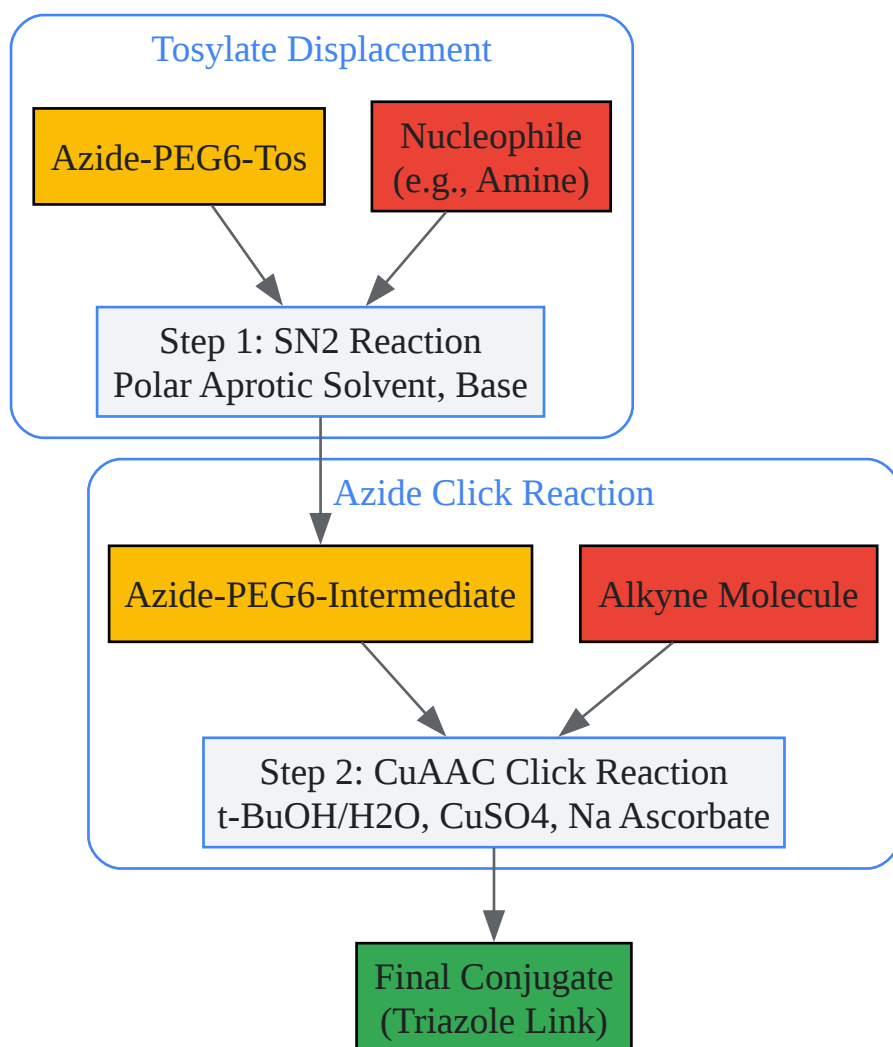 Tosylate Displacement
Azide-PEG6-Tos
Nucleophile
(e.g., Amine)
Step 1: SN2 Reaction
Polar Aprotic Solvent, Base
Azide Click Reaction
Azide-PEG6-Intermediate
Alkyne Molecule
Step 2: CuAAC Click Reaction
t-BuOH/H2O, CuSO4, Na Ascorbate
Final Conjugate
(Triazole Link)